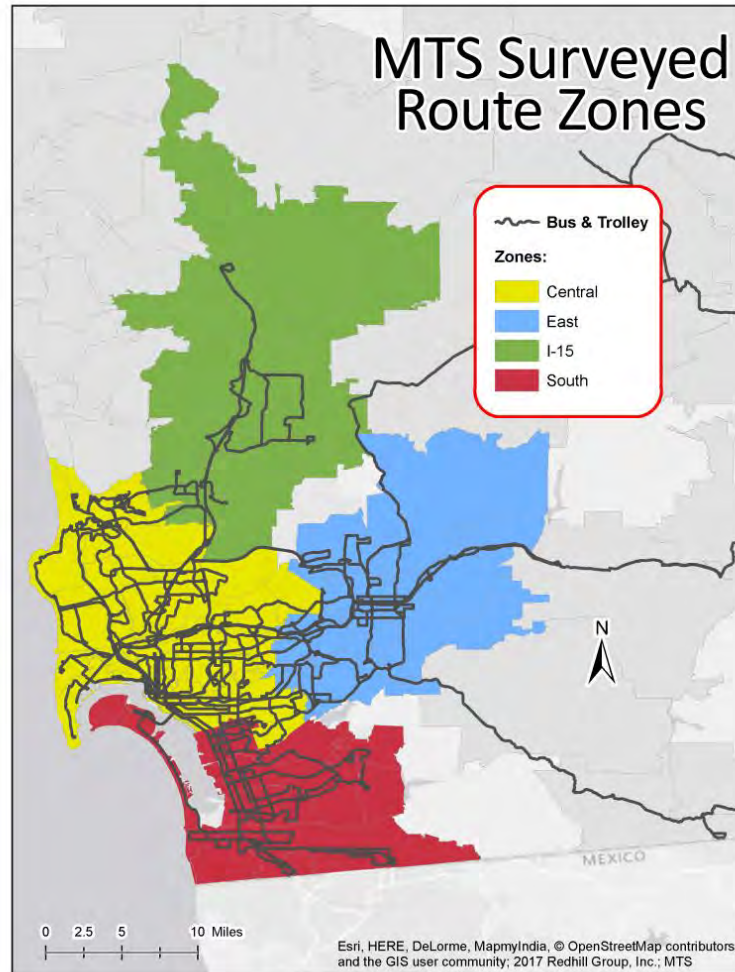 MTS Surveyed
Route Zones
Bus & Trolley
Zones:
Central
East
I-15
South
N
MEXICO
0 2.5 5 10 Miles
Esri, HERE, DeLorme, MapmyIndia, © OpenStreetMap contributors
and the GIS user community; 2017 Redhill Group, Inc.; MTS